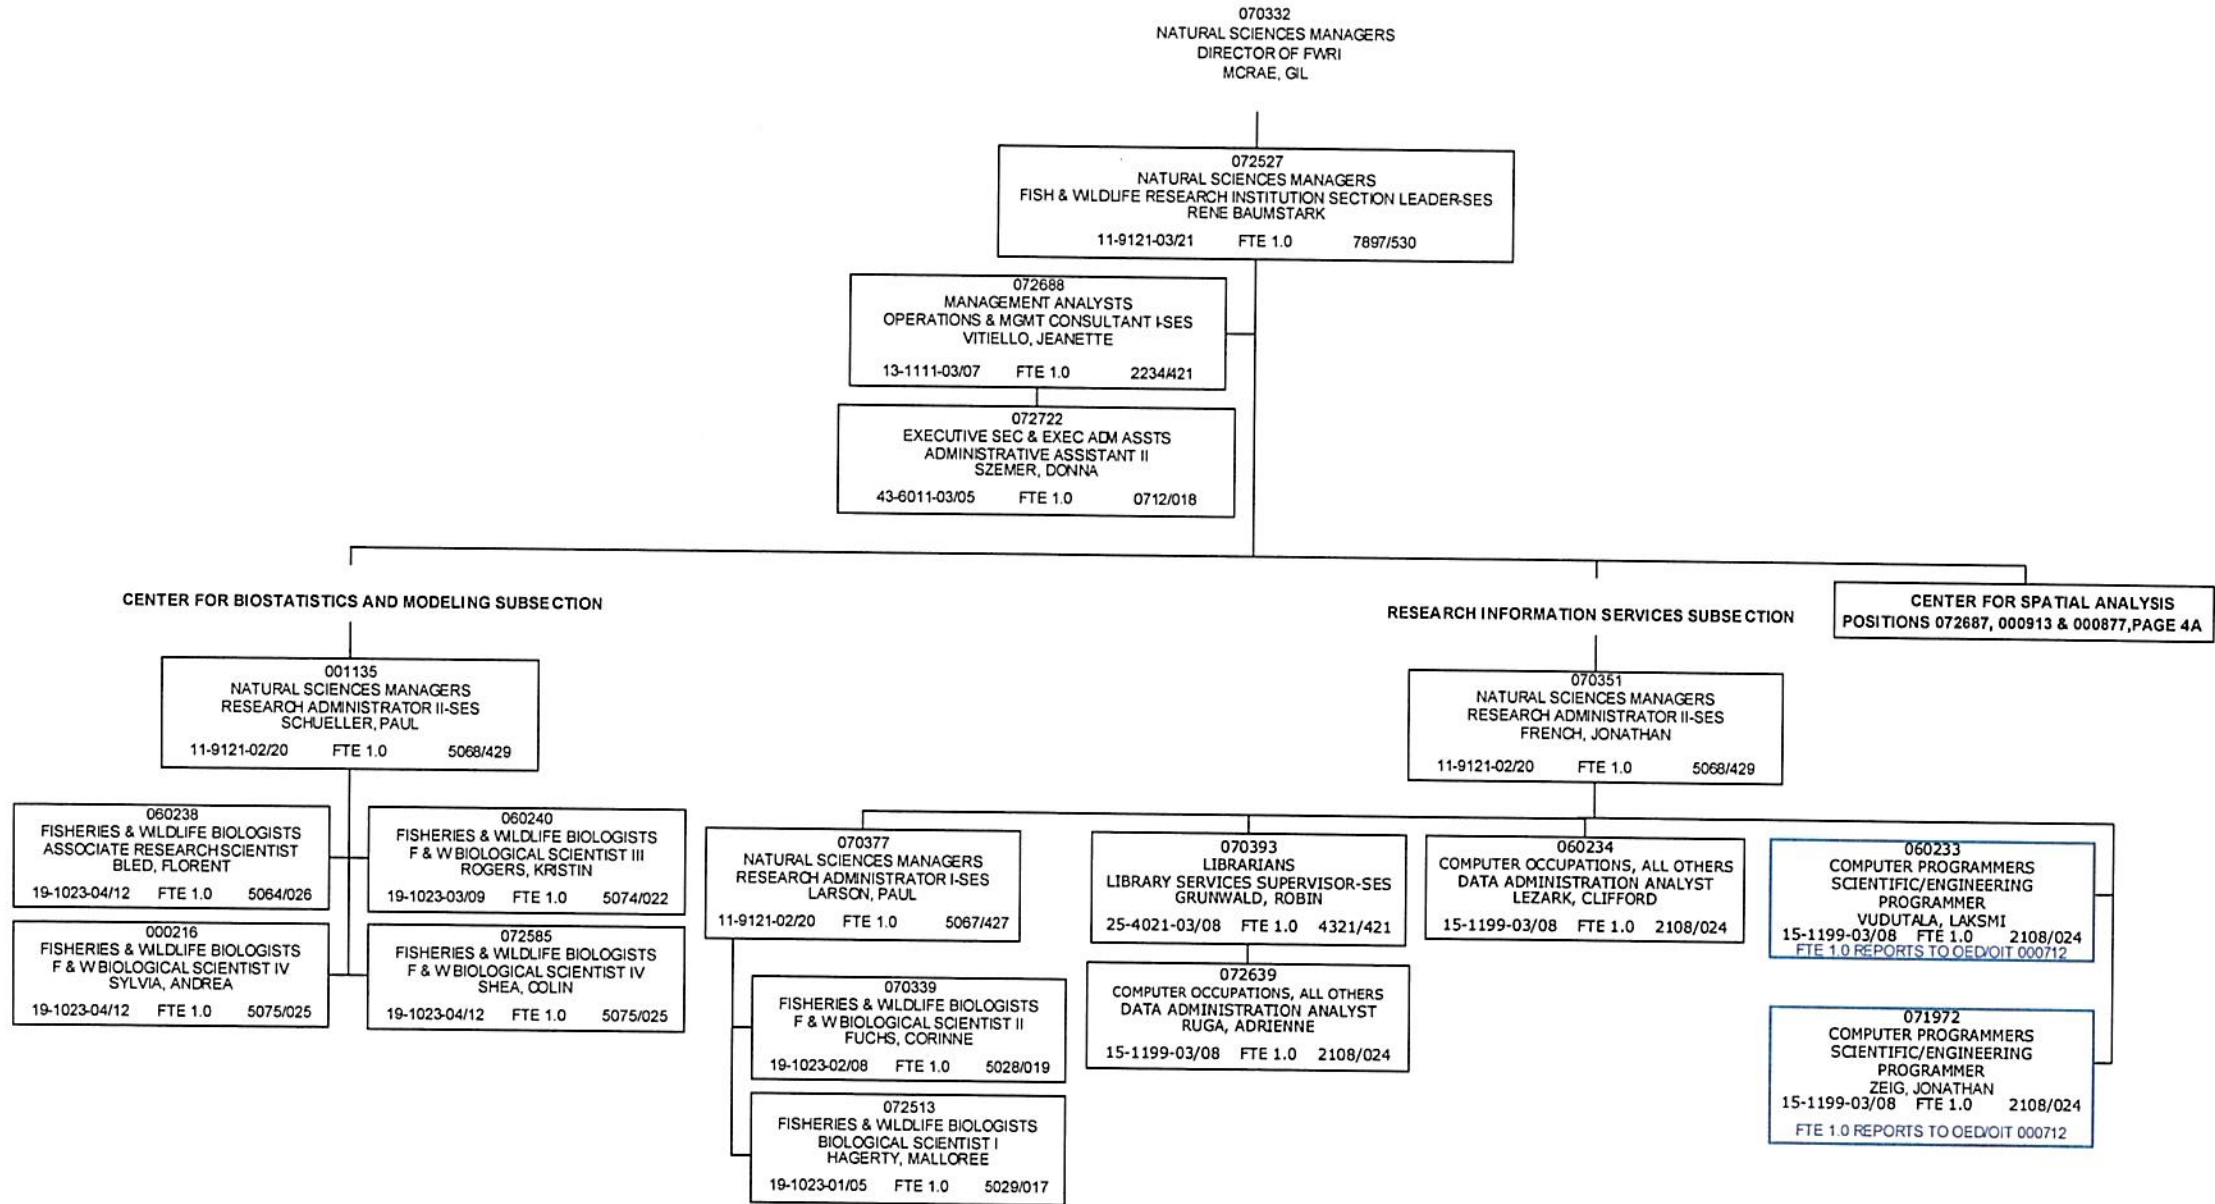 070332
NATURAL SCIENCES MANAGERS
DIRECTOR OF FWRI
MCRAE, GIL
072527
NATURAL SCIENCES MANAGERS
FISH & WILDLIFE RESEARCH INSTITUTION SECTION LEADER-SES
RENE BAUMSTARK
11-9121-03/21 FTE 1.0 7897/530
072688
MANAGEMENT ANALYSTS
OPERATIONS & MGMT CONSULTANT I-SES
VITIELLO, JEANETTE
13-1111-03/07 FTE 1.0 2234/421
072722
EXECUTIVE SEC & EXEC ADM ASSTS
ADMINISTRATIVE ASSISTANT II
SZEMER, DONNA
43-6011-03/05 FTE 1.0 0712/018
CENTER FOR BIOSTATISTICS AND MODELING SUBSECTION
001135
NATURAL SCIENCES MANAGERS
RESEARCH ADMINISTRATOR II-SES
SCHUELLER, PAUL
11-9121-02/20 FTE 1.0 5068/429
060238
FISHERIES & WILDLIFE BIOLOGISTS
ASSOCIATE RESEARCH SCIENTIST
BLED, FLORENT
19-1023-04/12 FTE 1.0 5064/026
060240
FISHERIES & WILDLIFE BIOLOGISTS
F & W BIOLOGICAL SCIENTIST III
ROGERS, KRISTIN
19-1023-03/09 FTE 1.0 5074/022
000216
FISHERIES & WILDLIFE BIOLOGISTS
F & W BIOLOGICAL SCIENTIST IV
SYLVIA, ANDREA
19-1023-04/12 FTE 1.0 5075/025
072585
FISHERIES & WILDLIFE BIOLOGISTS
F & W BIOLOGICAL SCIENTIST IV
SHEA, COLIN
19-1023-04/12 FTE 1.0 5075/025
RESEARCH INFORMATION SERVICES SUBSECTION
070351
NATURAL SCIENCES MANAGERS
RESEARCH ADMINISTRATOR II-SES
FRENCH, JONATHAN
11-9121-02/20 FTE 1.0 5068/429
070377
NATURAL SCIENCES MANAGERS
RESEARCH ADMINISTRATOR I-SES
LARSON, PAUL
11-9121-02/20 FTE 1.0 5067/427
070339
FISHERIES & WILDLIFE BIOLOGISTS
F & W BIOLOGICAL SCIENTIST II
FUCHS, CORINNE
19-1023-02/08 FTE 1.0 5028/019
072513
FISHERIES & WILDLIFE BIOLOGISTS
BIOLOGICAL SCIENTIST I
HAGERTY, MALLOREE
19-1023-01/05 FTE 1.0 5029/017
070393
LIBRARIANS
LIBRARY SERVICES SUPERVISOR-SES
GRUNWALD, ROBIN
25-4021-03/08 FTE 1.0 4321/421
072639
COMPUTER OCCUPATIONS, ALL OTHERS
DATA ADMINISTRATION ANALYST
RUGA, ADRIENNE
15-1199-03/08 FTE 1.0 2108/024
060234
COMPUTER OCCUPATIONS, ALL OTHERS
DATA ADMINISTRATION ANALYST
LEZARK, CLIFFORD
15-1199-03/08 FTE 1.0 2108/024
060233
COMPUTER PROGRAMMERS
SCIENTIFIC/ENGINEERING
PROGRAMMER
VUDUTALA, LAKSMI
15-1199-03/08 FTE 1.0 2108/024
FTE 1.0 REPORTS TO OED/OIT 000712
071972
COMPUTER PROGRAMMERS
SCIENTIFIC/ENGINEERING
PROGRAMMER
ZEIG, JONATHAN
15-1199-03/08 FTE 1.0 2108/024
FTE 1.0 REPORTS TO OED/OIT 000712
CENTER FOR SPATIAL ANALYSIS
POSITIONS 072687, 000913 & 000877,PAGE 4A